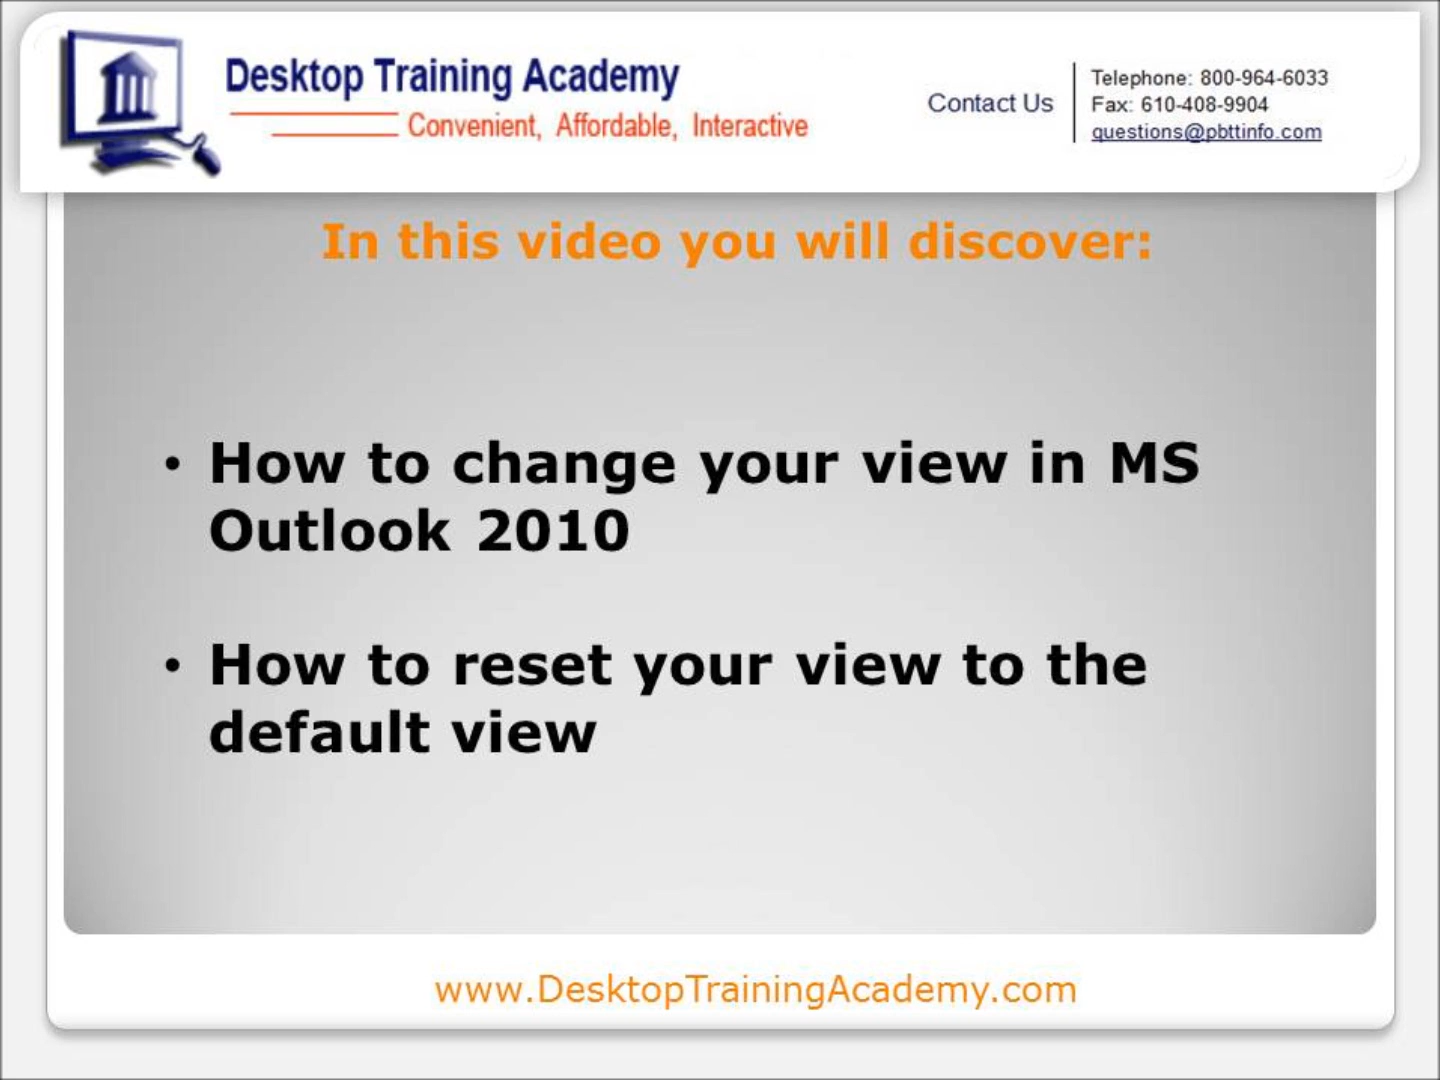 Desktop Training Academy
Convenient, Affordable, Interactive
Contact Us
Telephone: 800-964-6033
Fax: 610-408-9904
questions@pbttinfo.com
In this video you will discover:
• How to change your view in MS
Outlook 2010
• How to reset your view to the
default view
www.DesktopTrainingAcademy.com